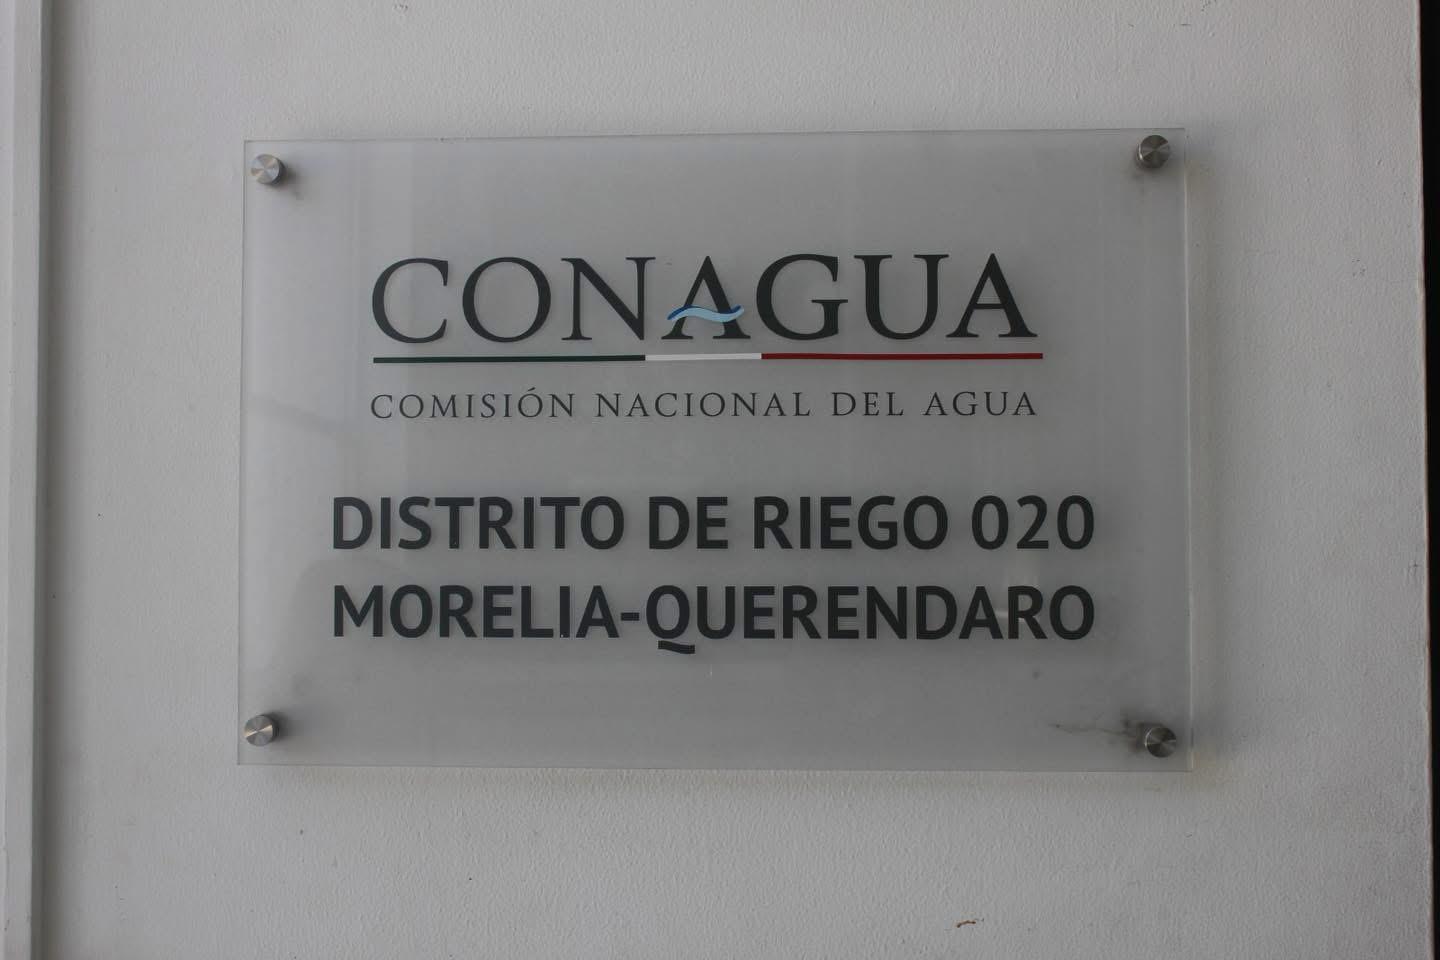 CONAGUA
COMISIÓN NACIONAL DEL AGUA
DISTRITO DE RIEGO 020
MORELIA-QUERENDARO